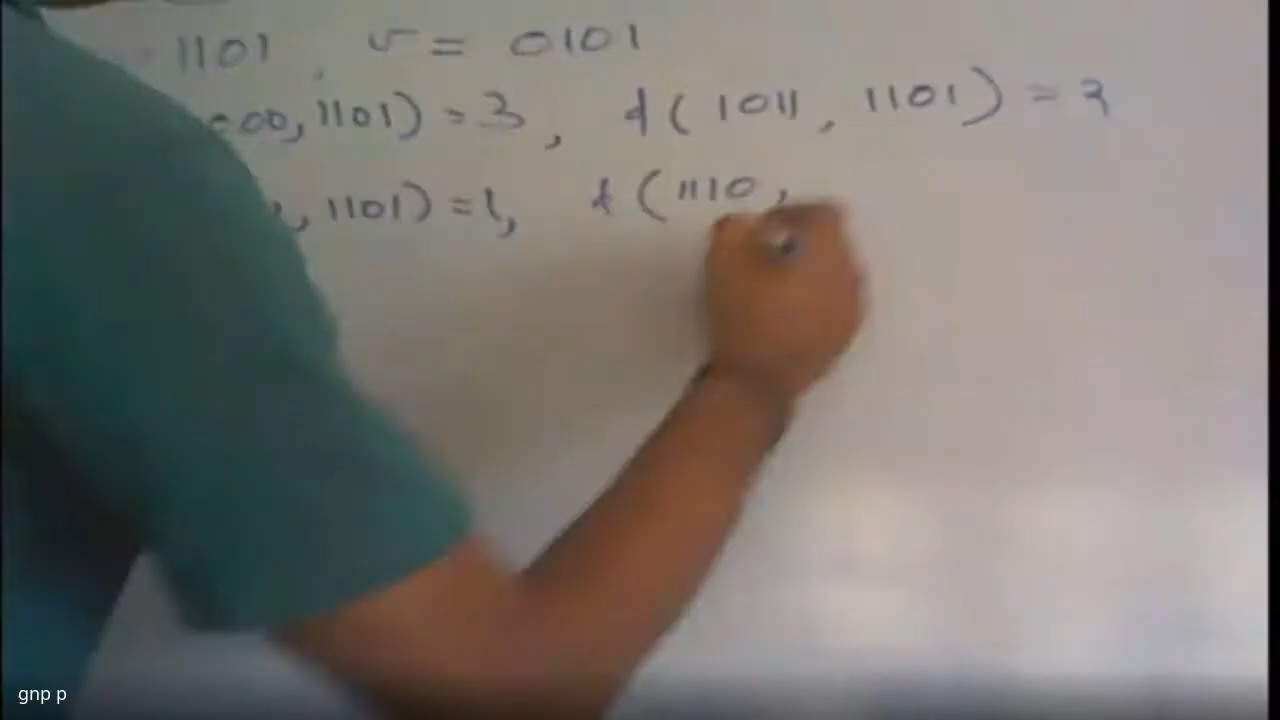 1101, v = 0101
000, 1101) = 3, d(1011, 1101) = 2
, 1101) = 1, d(1110,
gnp p